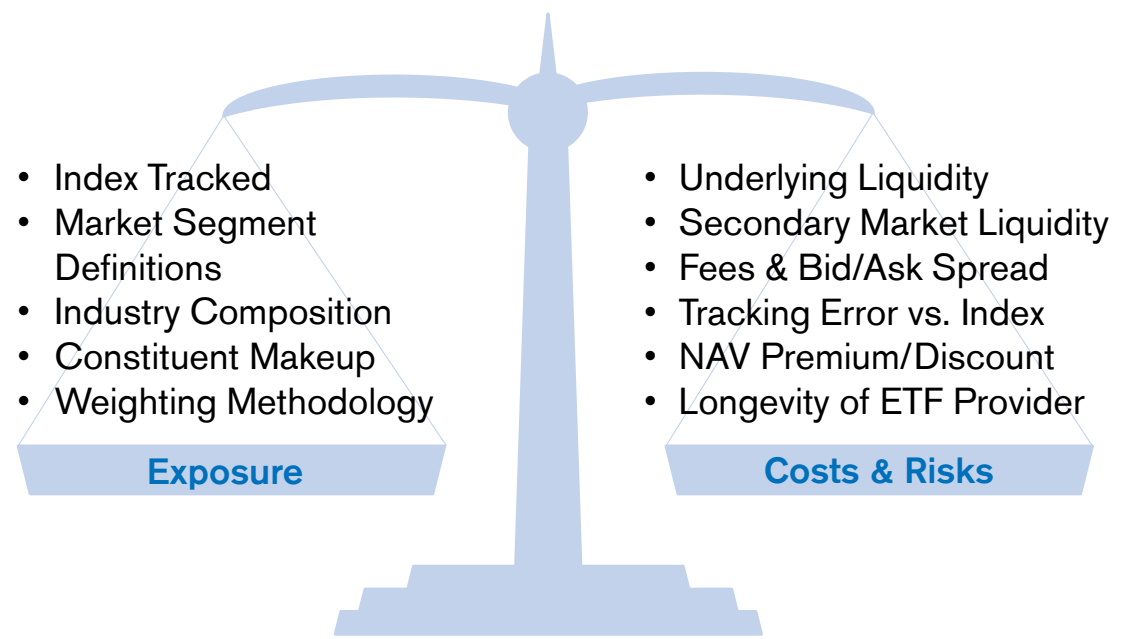 • Index Tracked
• Market Segment
Definitions
• Industry Composition
• Constituent Makeup
• Weighting Methodology
Exposure
• Underlying Liquidity
• Secondary Market Liquidity
• Fees & Bid/Ask Spread
• Tracking Error vs. Index
• NAV Premium/Discount
• Longevity of ETF Provider
Costs & Risks